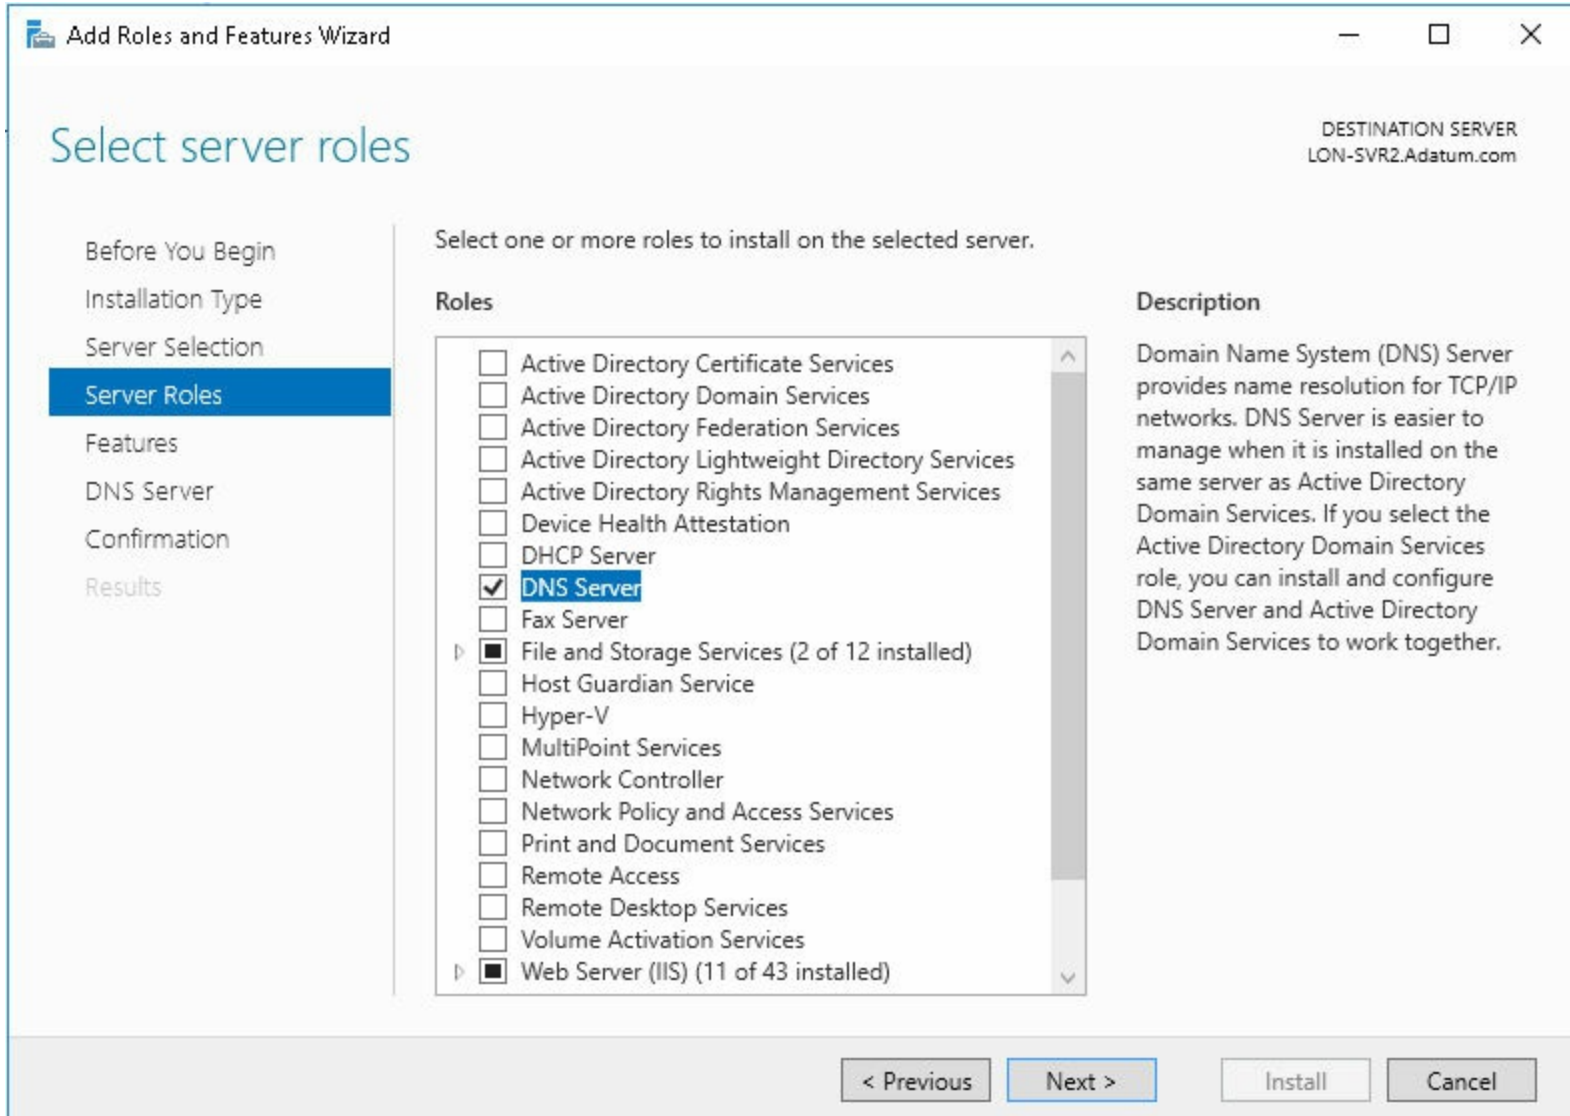 Add Roles and Features Wizard
Select server roles
DESTINATION SERVER
LON-SVR2.Adatum.com
Before You Begin
Installation Type
Server Selection
Server Roles
Features
DNS Server
Confirmation
Results
Select one or more roles to install on the selected server.
Roles
Active Directory Certificate Services
Active Directory Domain Services
Active Directory Federation Services
Active Directory Lightweight Directory Services
Active Directory Rights Management Services
Device Health Attestation
DHCP Server
DNS Server
Fax Server
File and Storage Services (2 of 12 installed)
Host Guardian Service
Hyper-V
MultiPoint Services
Network Controller
Network Policy and Access Services
Print and Document Services
Remote Access
Remote Desktop Services
Volume Activation Services
Web Server (IIS) (11 of 43 installed)
Description
Domain Name System (DNS) Server
provides name resolution for TCP/IP
networks. DNS Server is easier to
manage when it is installed on the
same server as Active Directory
Domain Services. If you select the
Active Directory Domain Services
role, you can install and configure
DNS Server and Active Directory
Domain Services to work together.
< Previous
Next >
Install
Cancel